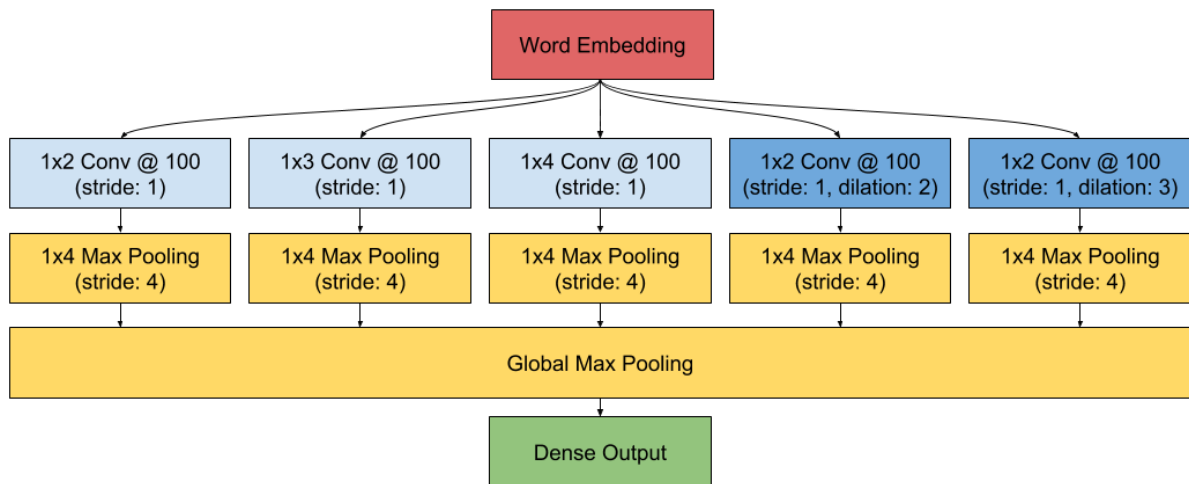 Word Embedding
1x2 Conv @ 100
(stride: 1)
1x3 Conv @ 100
(stride: 1)
1x4 Conv @ 100
(stride: 1)
1x2 Conv @ 100
(stride: 1, dilation: 2)
1x2 Conv @ 100
(stride: 1, dilation: 3)
1x4 Max Pooling
(stride: 4)
1x4 Max Pooling
(stride: 4)
1x4 Max Pooling
(stride: 4)
1x4 Max Pooling
(stride: 4)
1x4 Max Pooling
(stride: 4)
Global Max Pooling
Dense Output